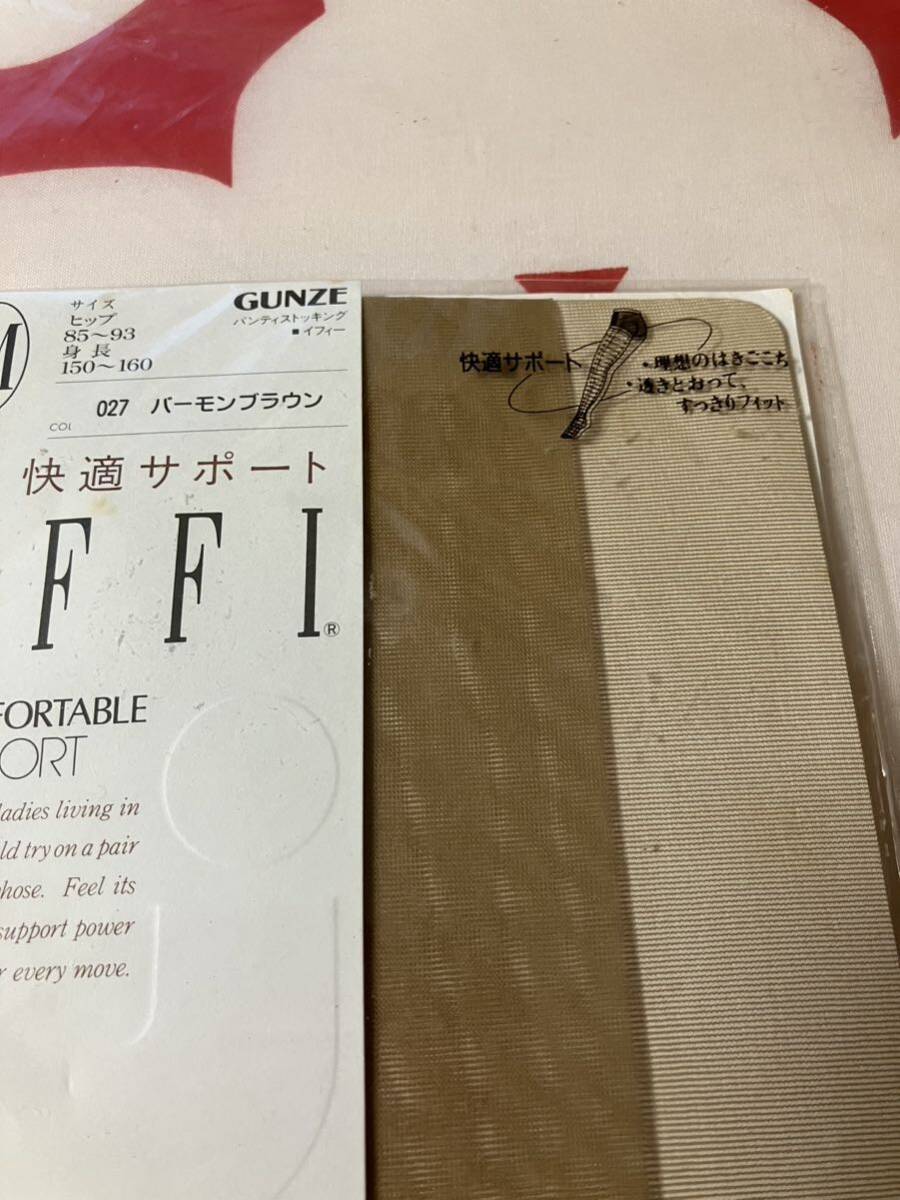 M
サイズ
ヒップ
85～93
身長
150～160
GUNZE
パンティストッキング
■イフィー
COL 027 バーモンブラウン
快適サポート
FFI®
FORTABLE
ORT
ladies living in
ld try on a pair
hose. Feel its
support power
r every move.
快適サポート
・理想のはきごこち
・透きとおって、
すっきりフィット